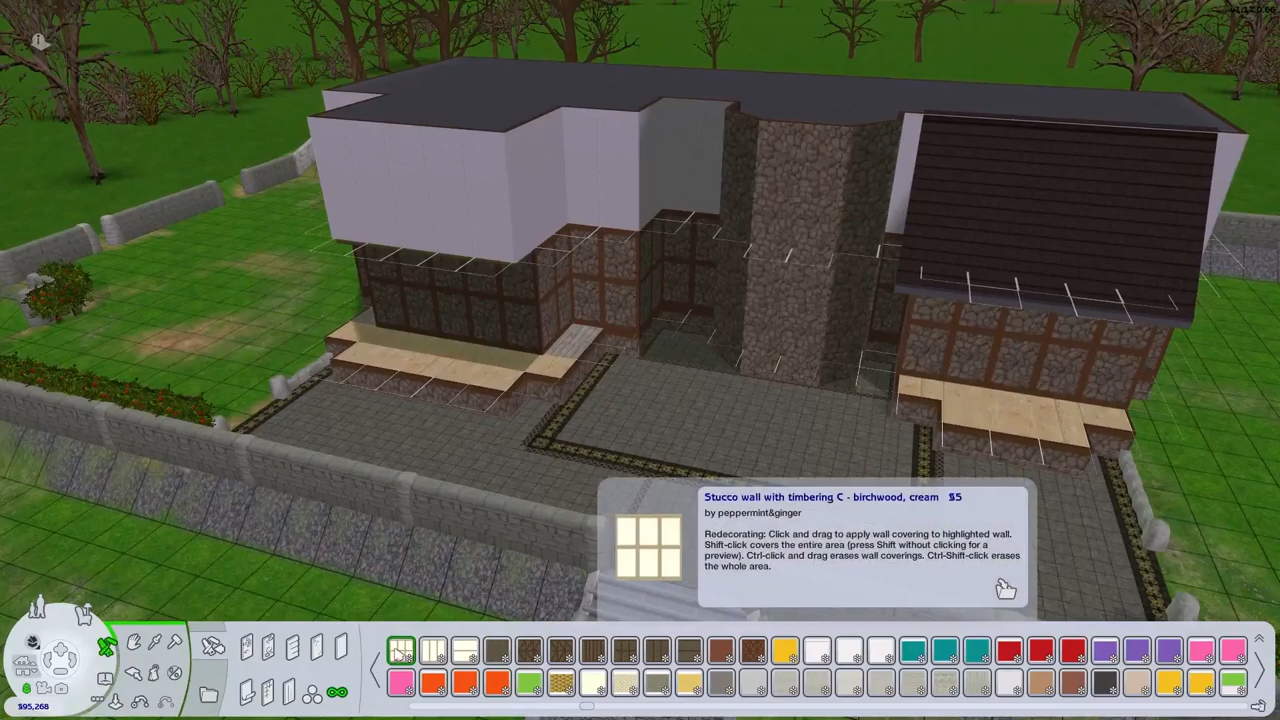 Stucco wall with timbering C - birchwood, cream §5
by peppermint&ginger
Redecorating: Click and drag to apply wall covering to highlighted wall.
Shift-click covers the entire area (press Shift without clicking for a
preview). Ctrl-click and drag erases wall coverings. Ctrl-Shift-click erases
the whole area.
§95,268